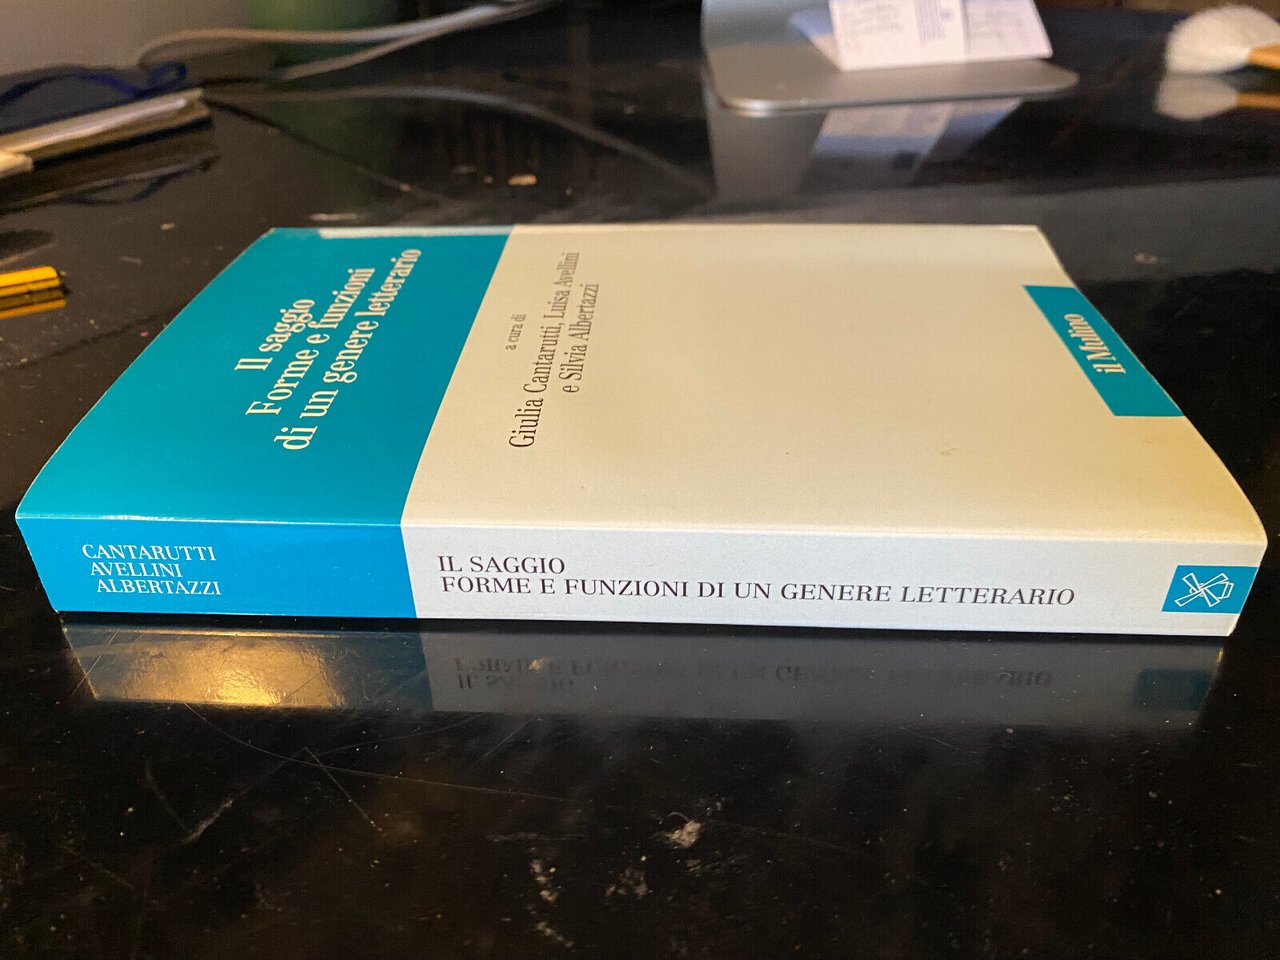 Il saggio
Forme e funzioni
di un genere letterario
a cura di
Giulia Cantarutti, Luisa Avellini
e Silvia Albertazzi
il Mulino
CANTARUTTI
AVELLINI
ALBERTAZZI
IL SAGGIO
FORME E FUNZIONI DI UN GENERE LETTERARIO